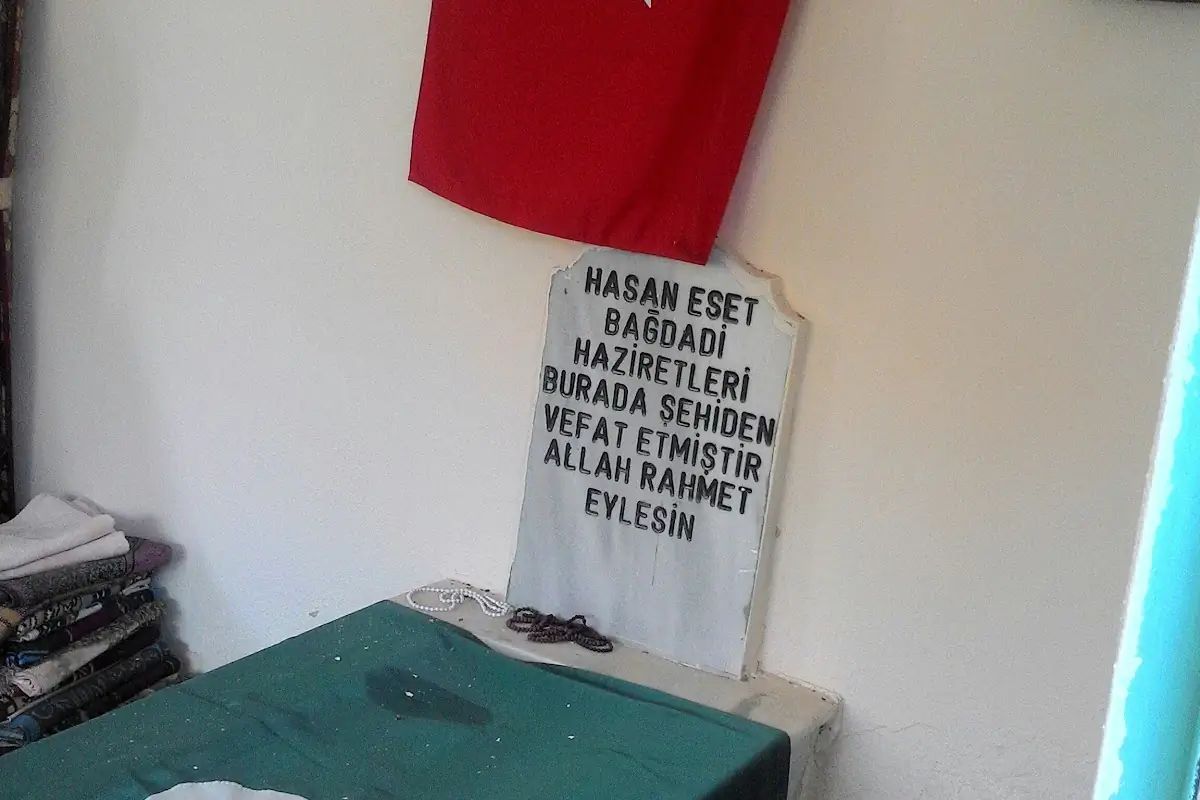 HASAN ESET
BAĞDADİ
HAZİRETLERİ
BURADA ŞEHİDEN
VEFAT ETMİŞTİR
ALLAH RAHMET
EYLESİN